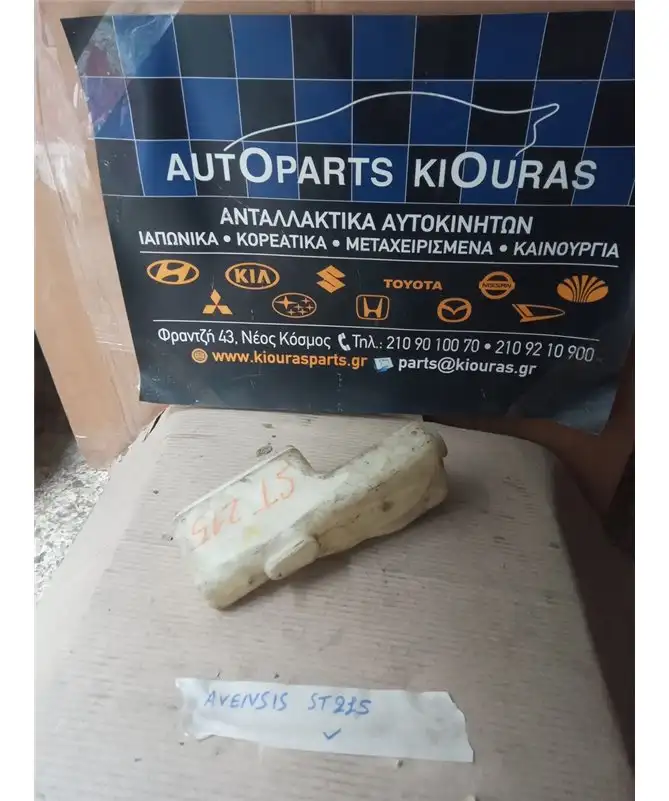 AUTOPARTS KIOURAS
ΑΝΤΑΛΛΑΚΤΙΚΑ ΑΥΤΟΚΙΝΗΤΩΝ
ΙΑΠΩΝΙΚΑ • ΚΟΡΕΑΤΙΚΑ • ΜΕΤΑΧΕΙΡΙΣΜΕΝΑ • ΚΑΙΝΟΥΡΓΙΑ
KIA TOYOTA NISSAN
Φραντζή 43, Νέος Κόσμος Τηλ.: 210 90 100 70 • 210 92 10 900
www.kiourasparts.gr parts@kiouras.gr
ST 215
AVENSIS ST215